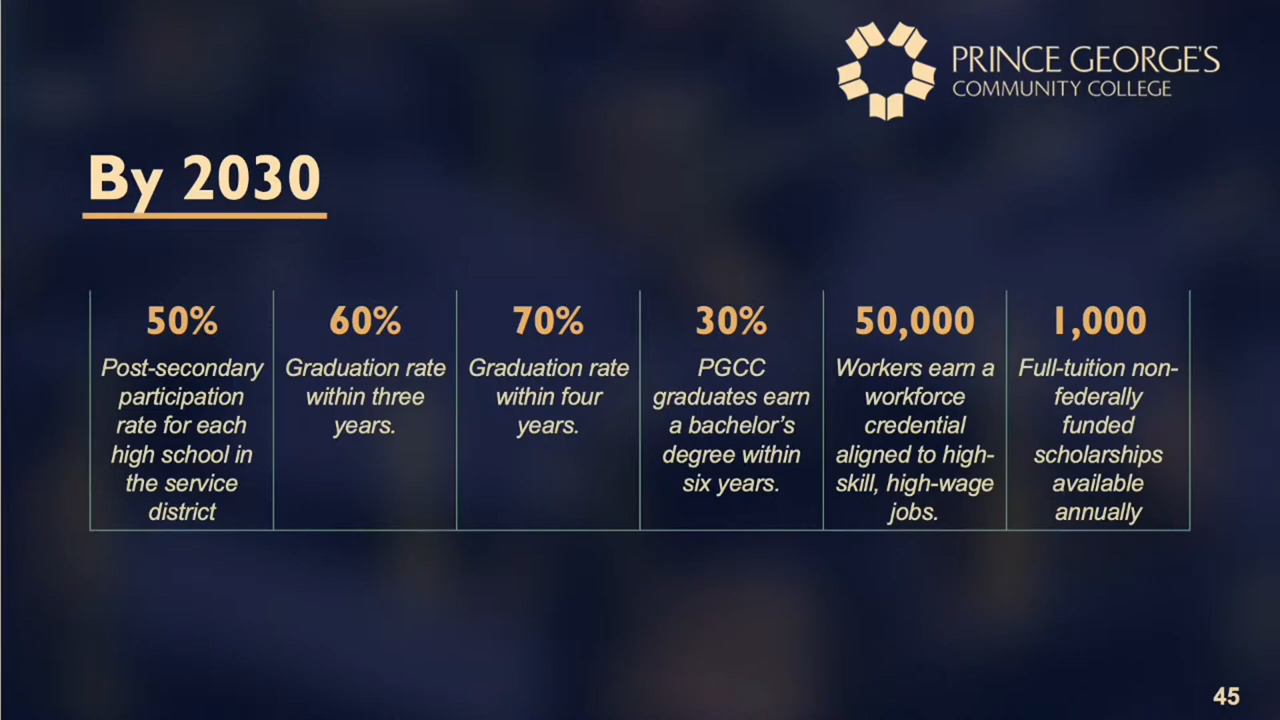 PRINCE GEORGE'S
COMMUNITY COLLEGE
By 2030
50%
Post-secondary
participation
rate for each
high school in
the service
district
60%
Graduation rate
within three
years.
70%
Graduation rate
within four
years.
30%
PGCC
graduates earn
a bachelor's
degree within
six years.
50,000
Workers earn a
workforce
credential
aligned to high-
skill, high-wage
jobs.
1,000
Full-tuition non-
federally
funded
scholarships
available
annually
45